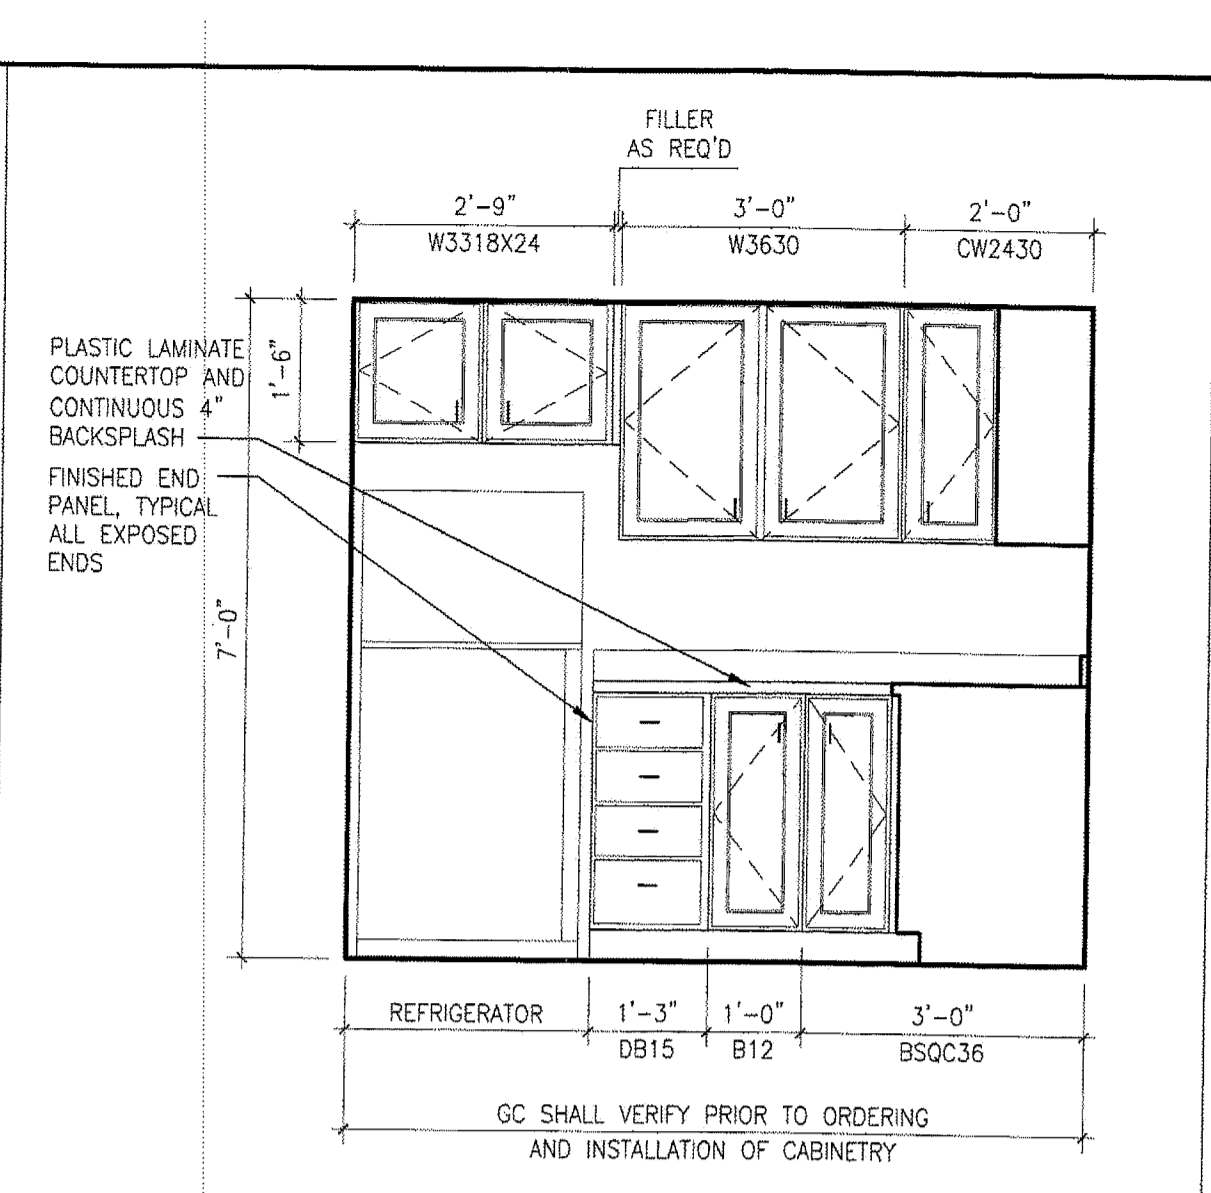 FILLER
AS REQ'D
2'-9"
3'-0"
2'-0"
W3318X24
W3630
CW2430
PLASTIC LAMINATE
COUNTERTOP AND
CONTINUOUS 4"
BACKSPLASH
1'-6"
FINISHED END
PANEL, TYPICAL
ALL EXPOSED
ENDS
7'-0"
REFRIGERATOR
1'-3"
1'-0"
3'-0"
DB15
B12
BSQC36
GC SHALL VERIFY PRIOR TO ORDERING
AND INSTALLATION OF CABINETRY